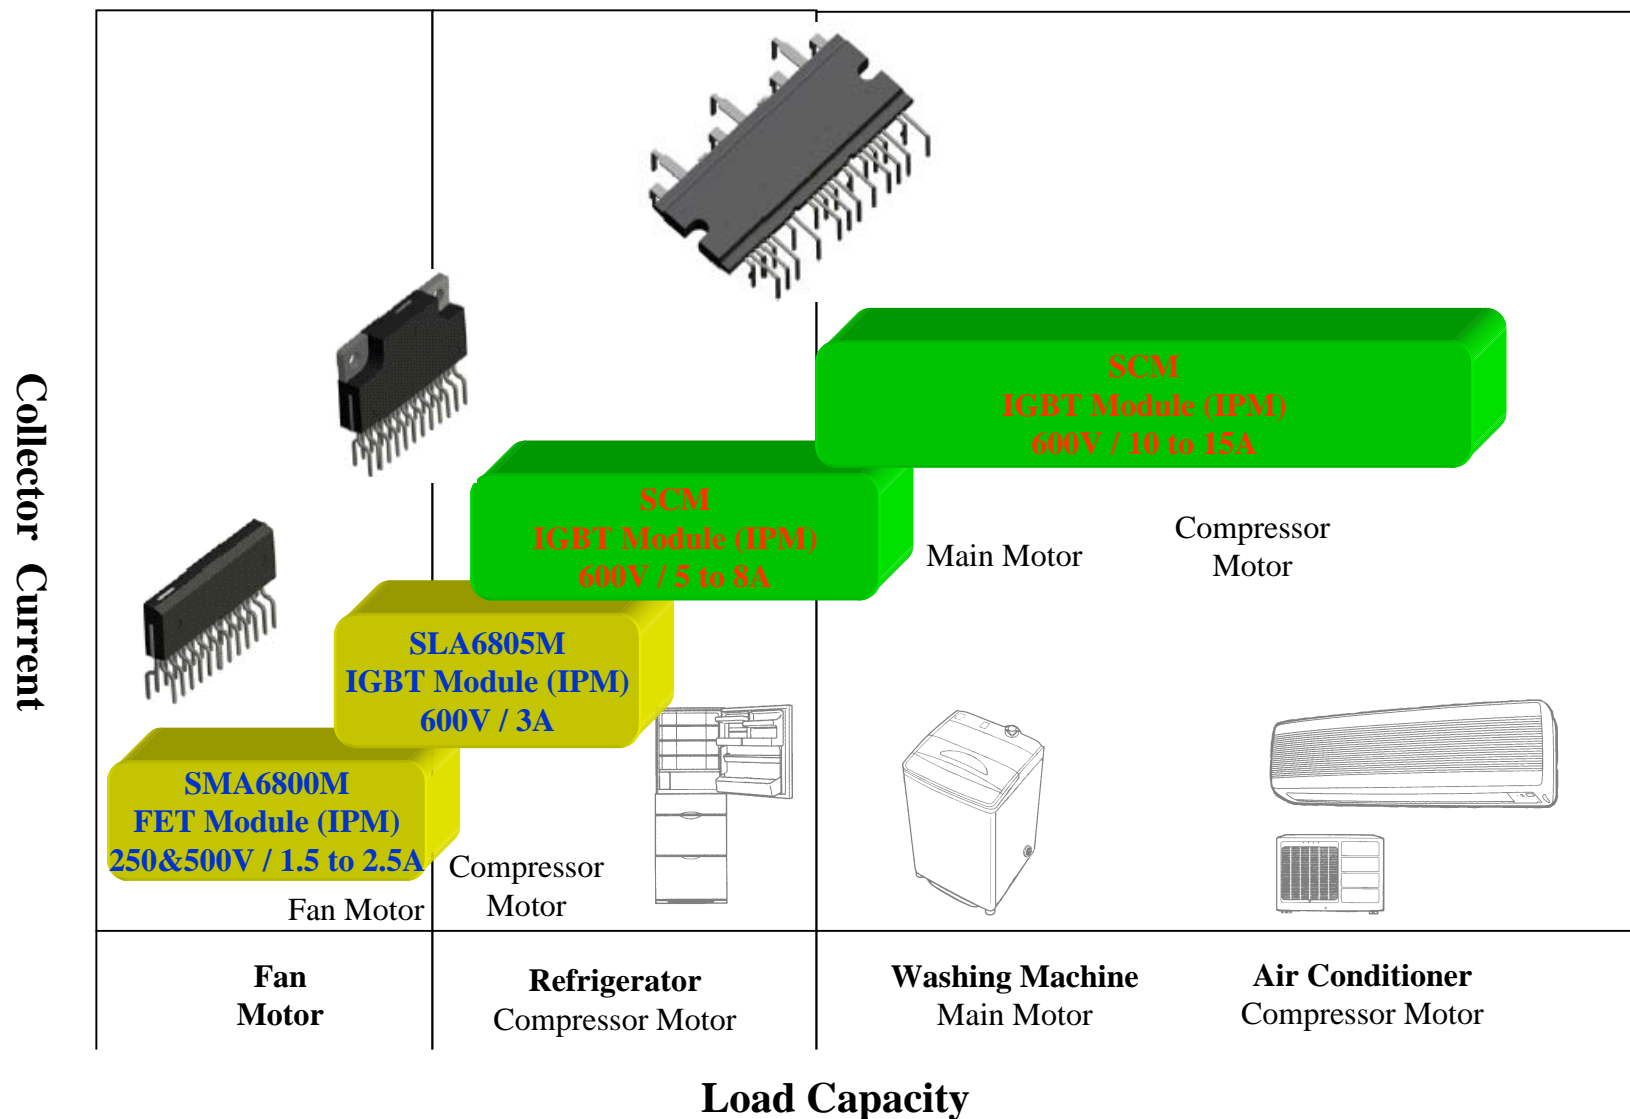 SCM
IGBT Module (IPM)
600V / 10 to 15A
SCM
IGBT Module (IPM)
600V / 5 to 8A
Compressor
Motor
Main Motor
SLA6805M
IGBT Module (IPM)
600V / 3A
SMA6800M
FET Module (IPM)
250&500V / 1.5 to 2.5A
Compressor
Motor
Fan Motor
Collector Current
Fan
Motor
Refrigerator
Compressor Motor
Washing Machine
Main Motor
Air Conditioner
Compressor Motor
Load Capacity